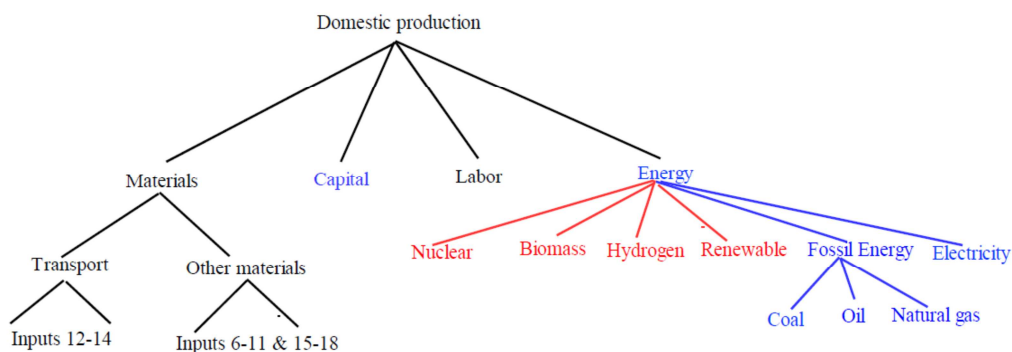 Domestic production
Materials
Capital
Labor
Energy
Nuclear
Biomass
Hydrogen
Renewable
Fossil Energy
Electricity
Transport
Other materials
Coal
Oil
Natural gas
Inputs 12-14
Inputs 6-11 & 15-18